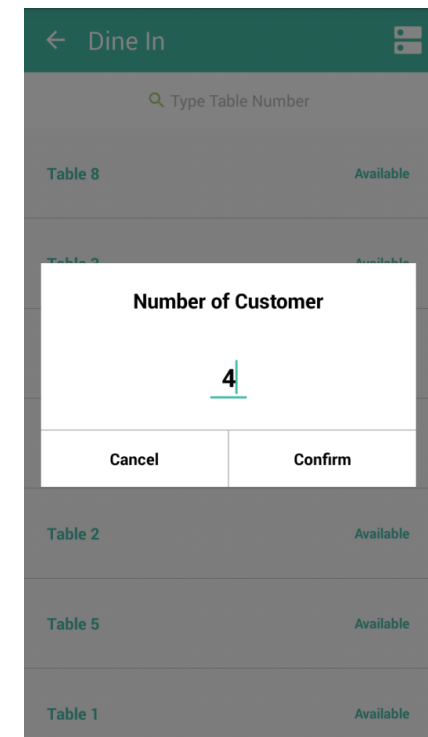 Dine In
Type Table Number
Table 8 Available
Number of Customer
4
Cancel Confirm
Table 2 Available
Table 5 Available
Table 1 Available